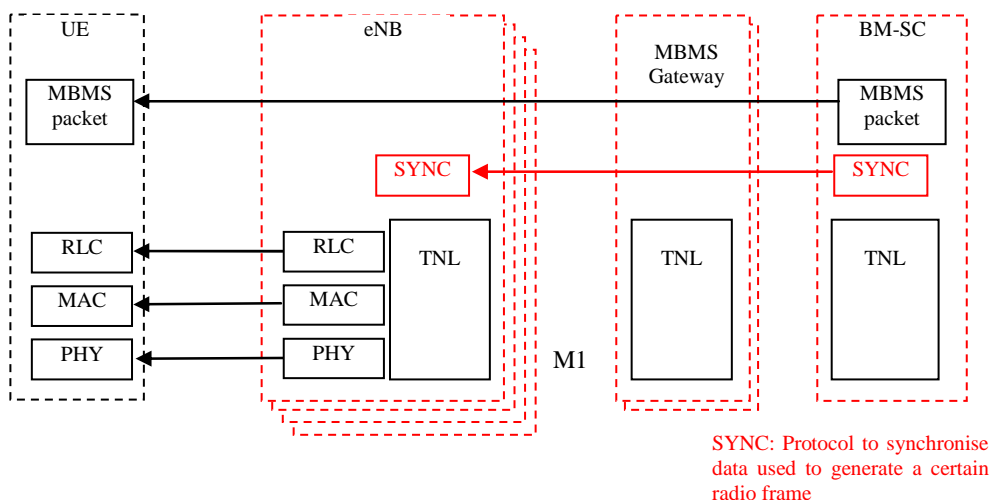 UE
eNB
MBMS
Gateway
BM-SC
MBMS
packet
MBMS
packet
SYNC
SYNC
RLC
RLC
TNL
TNL
TNL
MAC
MAC
PHY
PHY
M1
SYNC: Protocol to synchronise
data used to generate a certain
radio frame